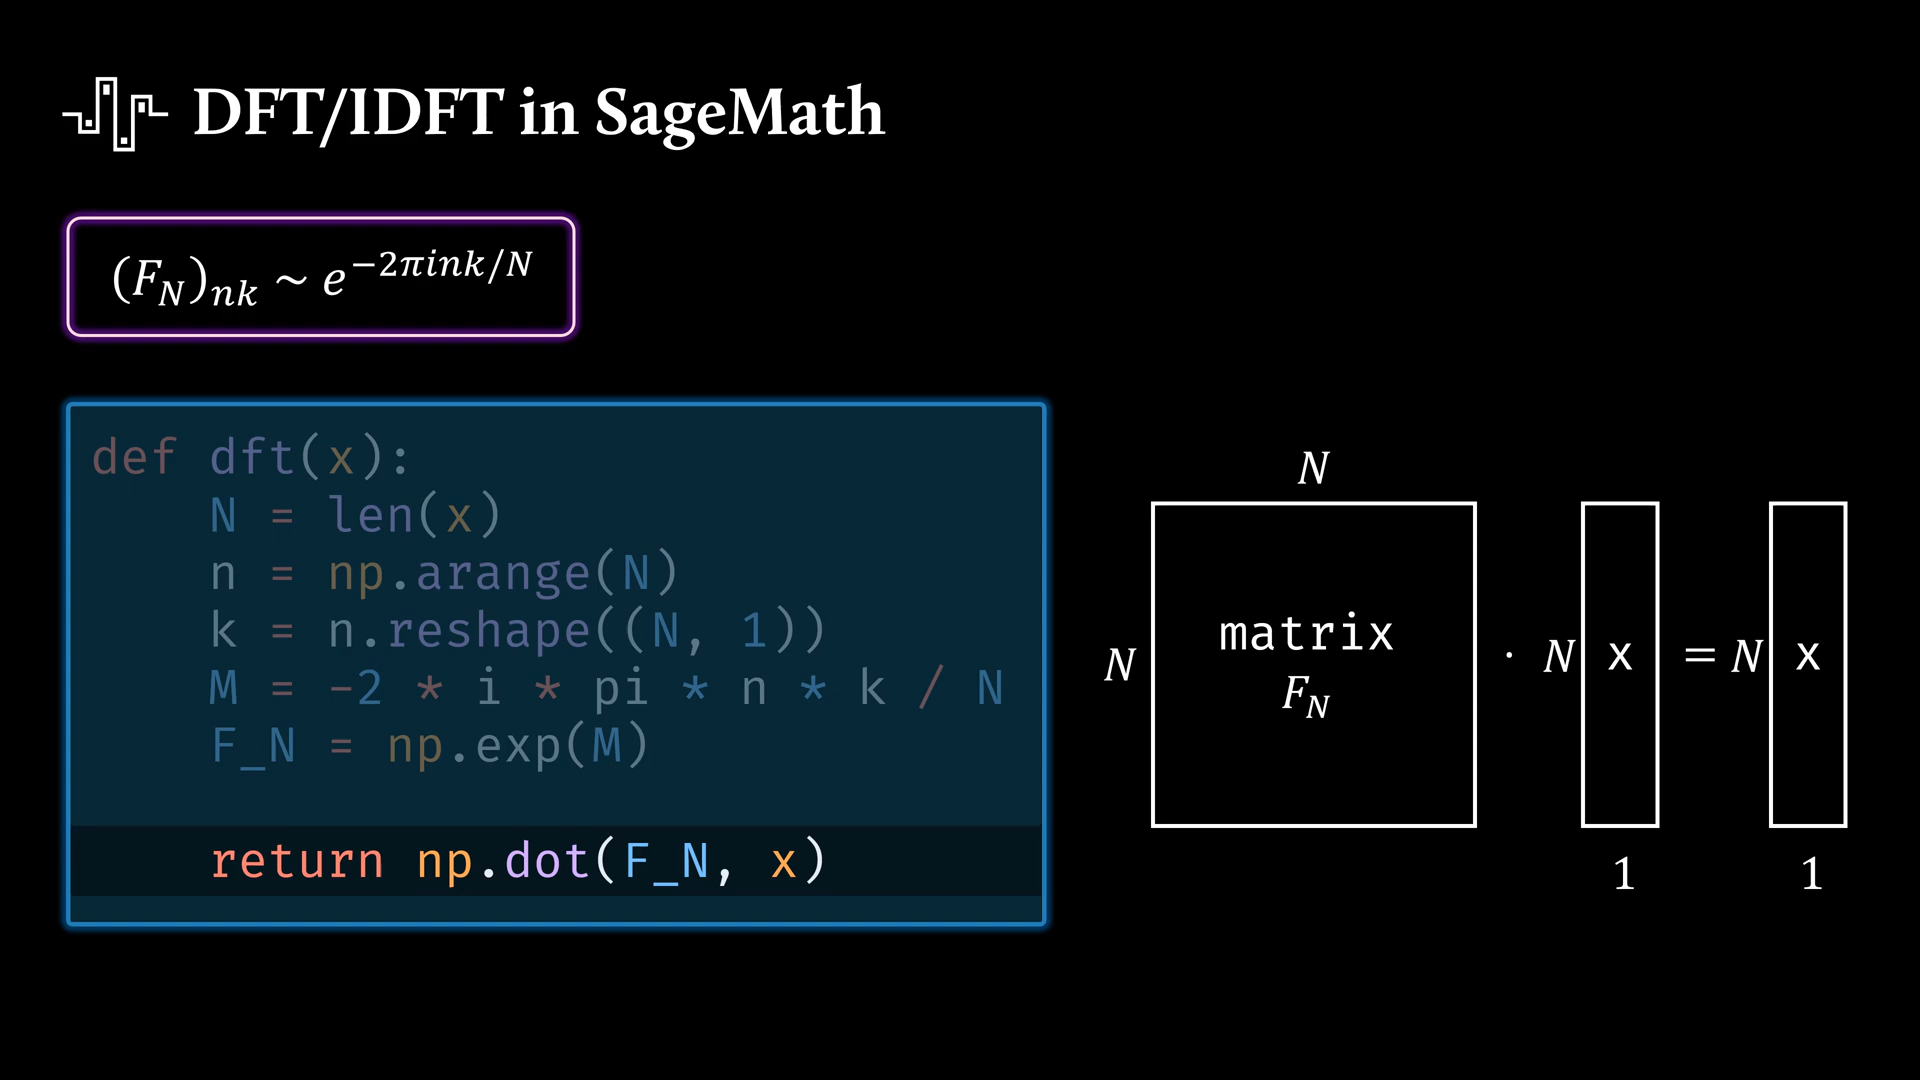 DFT/IDFT in SageMath
(F_N)_{nk} ~ e^{−2πink/N}
def dft(x):
    N = len(x)
    n = np.arange(N)
    k = n.reshape((N, 1))
    M = -2 * i * pi * n * k / N
    F_N = np.exp(M)
    return np.dot(F_N, x)
N
N
matrix
F_N
· N x = N x
1 1